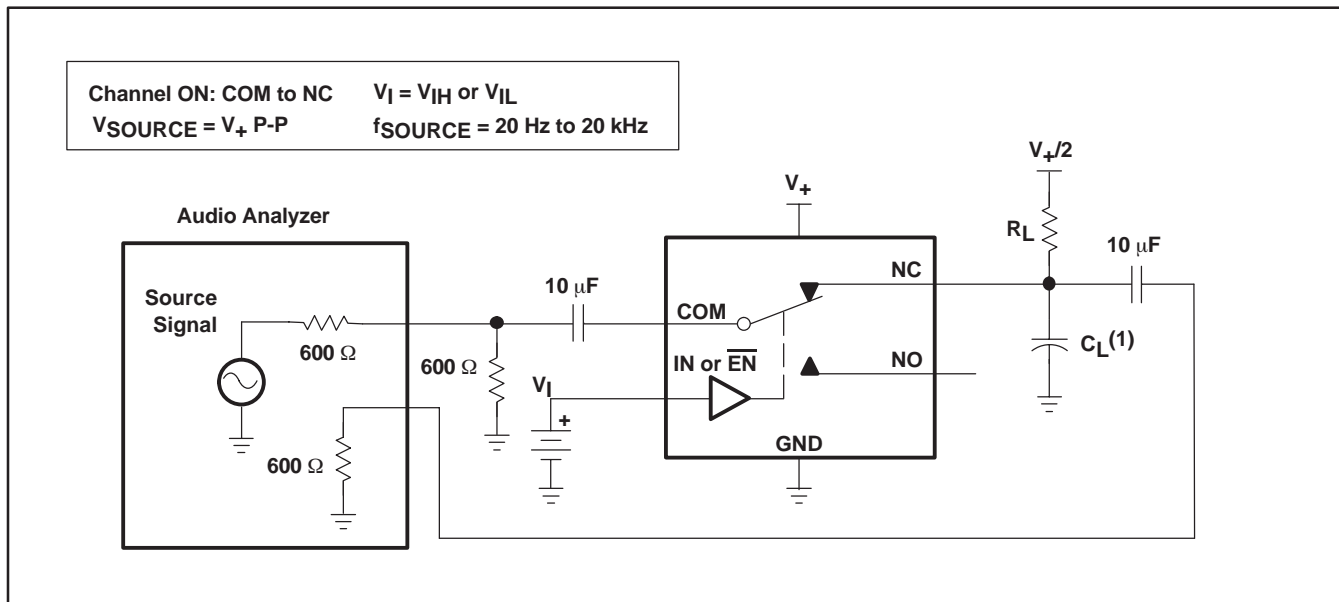 Channel ON: COM to NC
V_I = V_IH or V_IL
V_SOURCE = V_+ P-P
f_SOURCE = 20 Hz to 20 kHz
V_+/2
V_+
Audio Analyzer
R_L
10 μF
NC
10 μF
Source
Signal
COM
C_L(1)
600 Ω
600 Ω
IN or E̅N̅
NO
V_I
+
600 Ω
GND